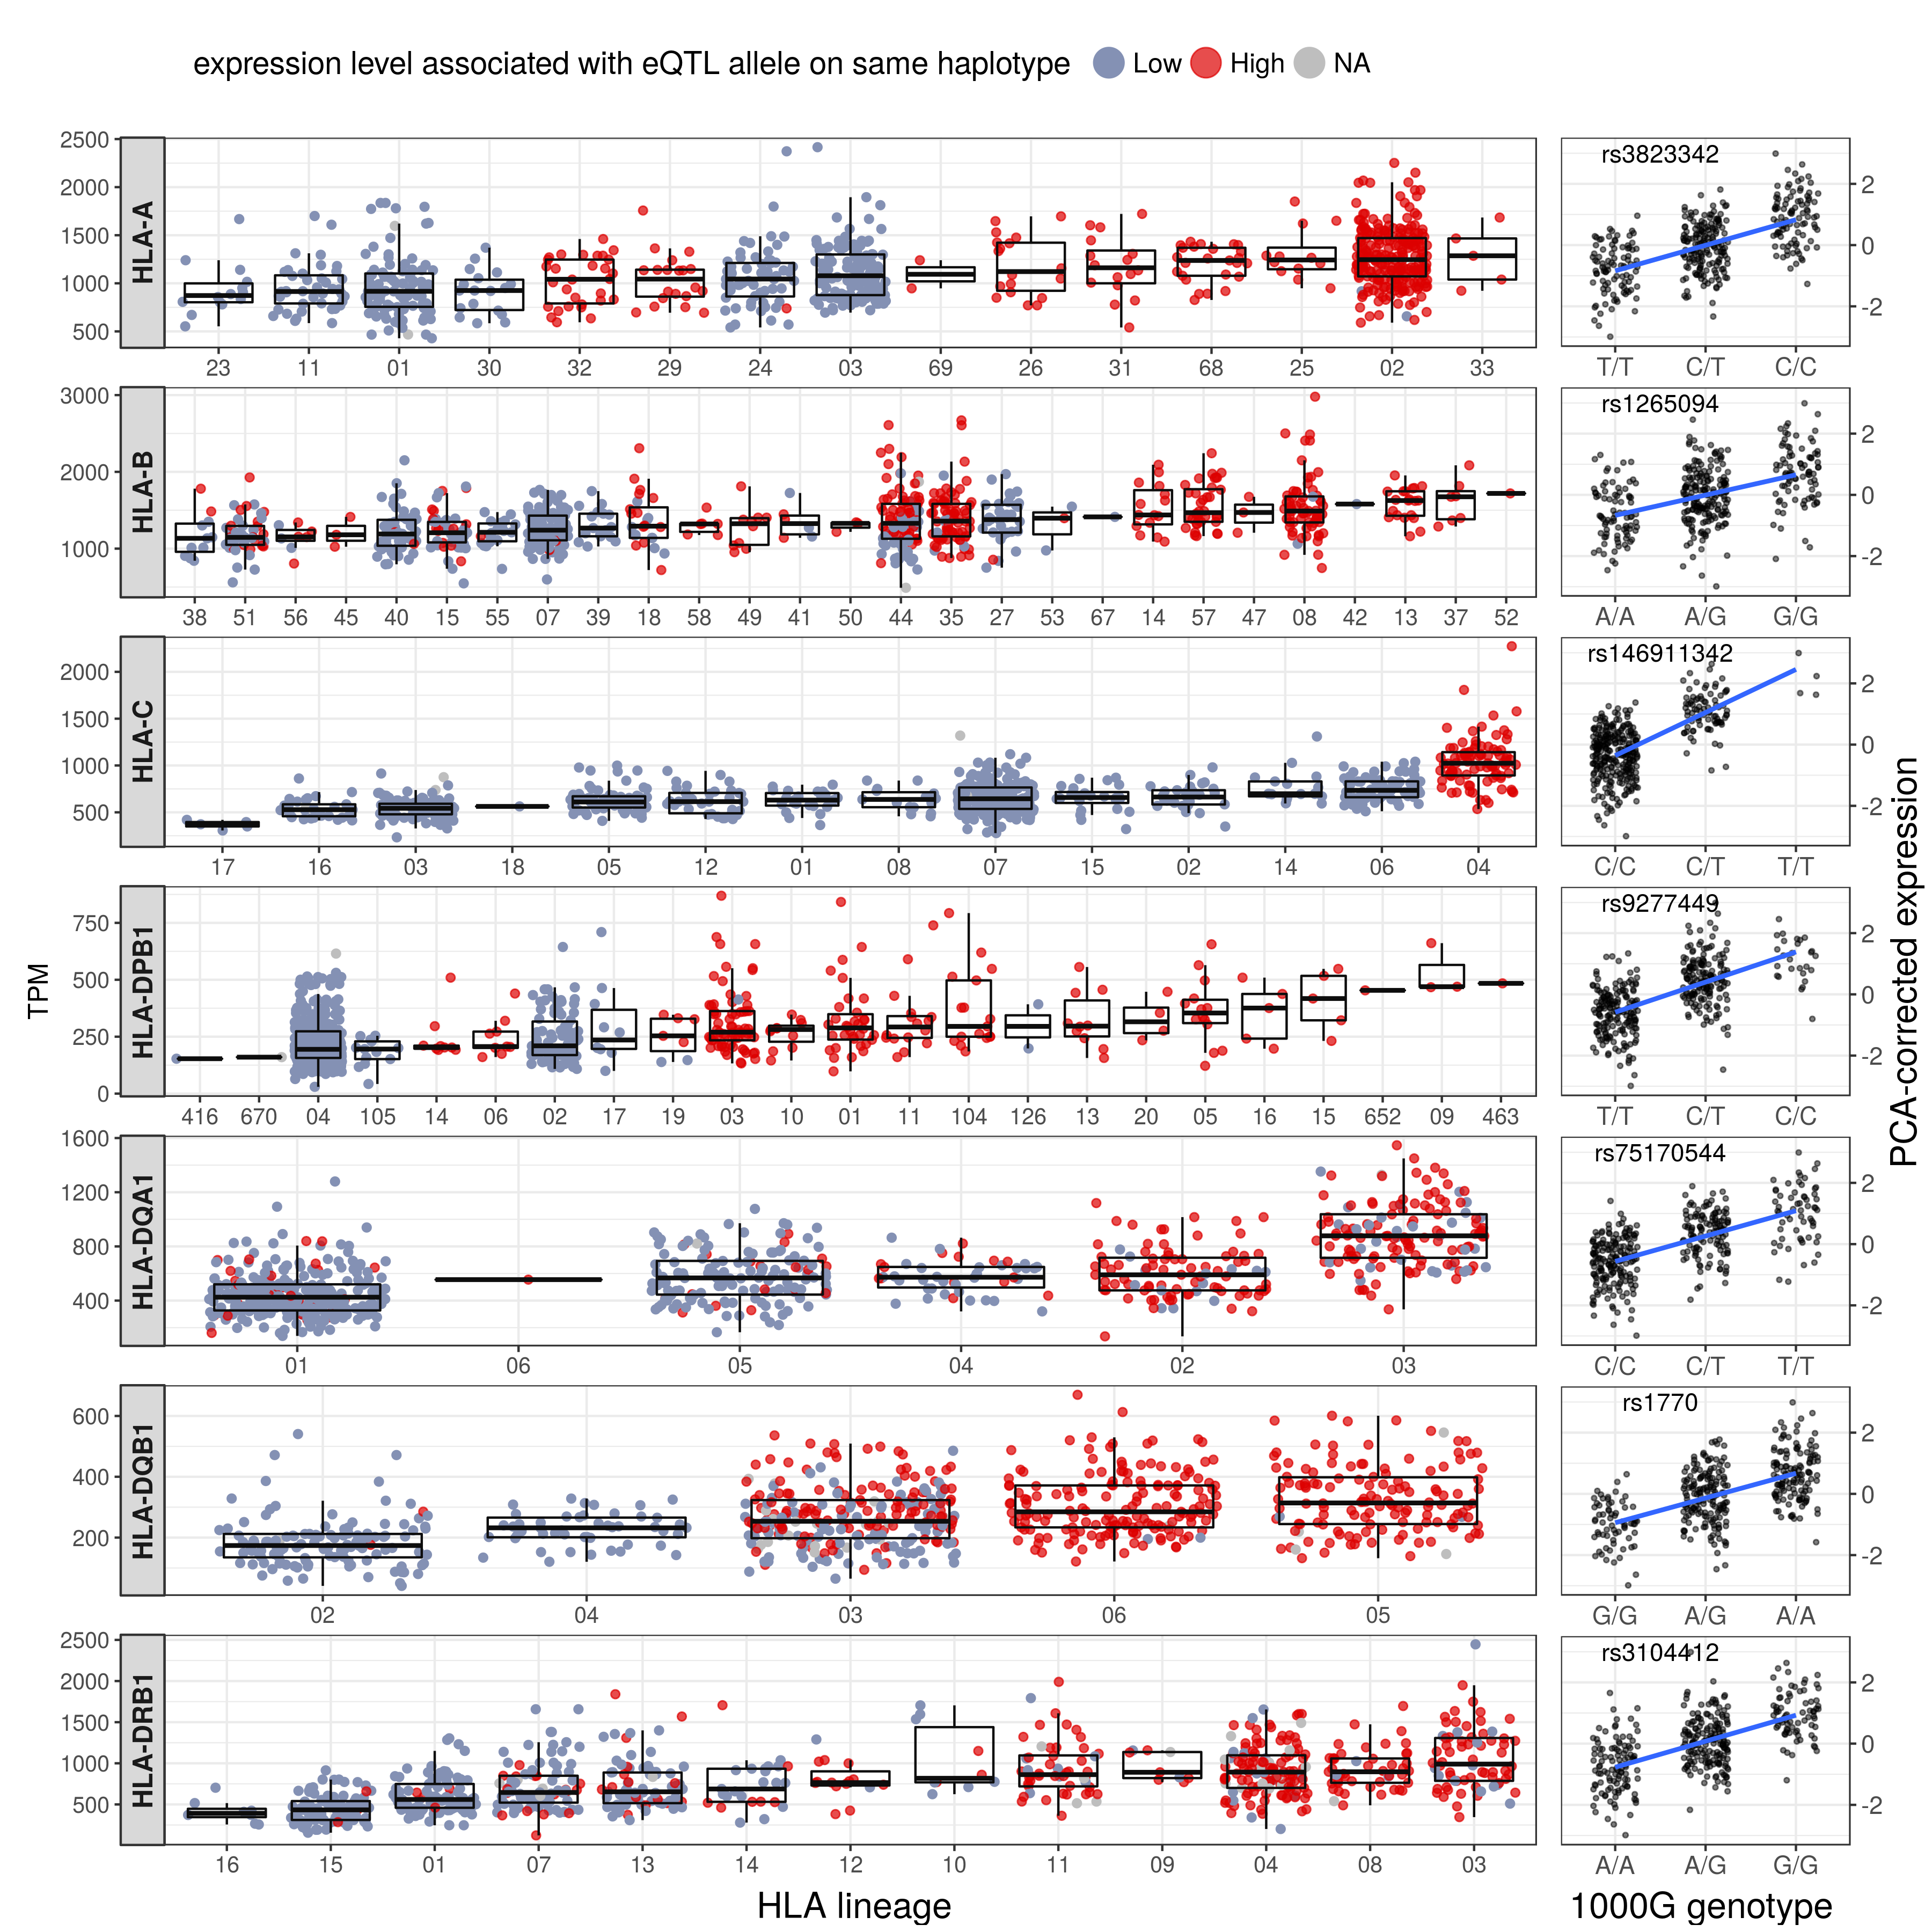 expression level associated with eQTL allele on same haplotype Low High NA
HLA-A
2500
2000
1500
1000
500
23 11 01 30 32 29 24 03 69 26 31 68 25 02 33
rs3823342
2
0
-2
T/T C/T C/C
HLA-B
3000
2000
1000
38 51 56 45 40 15 55 07 39 18 58 49 41 50 44 35 27 53 67 14 57 47 08 42 13 37 52
rs1265094
2
0
-2
A/A A/G G/G
HLA-C
2000
1500
1000
500
17 16 03 18 05 12 01 08 07 15 02 14 06 04
rs146911342
2
0
-2
C/C C/T T/T
HLA-DPB1
750
500
250
0
416 670 04 105 14 06 02 17 19 03 10 01 11 104 126 13 20 05 16 15 652 09 463
rs9277449
2
0
-2
T/T C/T C/C
HLA-DQA1
1600
1200
800
400
01 06 05 04 02 03
rs75170544
2
0
-2
C/C C/T T/T
HLA-DQB1
600
400
200
02 04 03 06 05
rs1770
2
0
-2
G/G A/G A/A
HLA-DRB1
2500
2000
1500
1000
500
16 15 01 07 13 14 12 10 11 09 04 08 03
rs3104412
2
0
-2
A/A A/G G/G
TPM
PCA-corrected expression
HLA lineage
1000G genotype